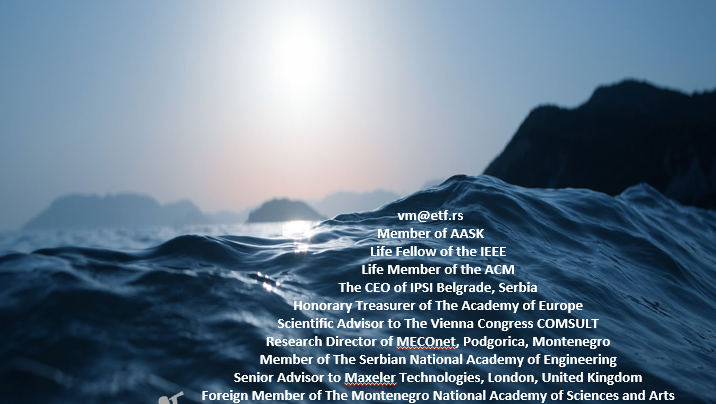 vm@etf.rs
Member of AASK
Life Fellow of the IEEE
Life Member of the ACM
The CEO of IPSI Belgrade, Serbia
Honorary Treasurer of The Academy of Europe
Scientific Advisor to The Vienna Congress COMSULT
Research Director of MECOnet, Podgorica, Montenegro
Member of The Serbian National Academy of Engineering
Senior Advisor to Maxeler Technologies, London, United Kingdom
Foreign Member of The Montenegro National Academy of Sciences and Arts